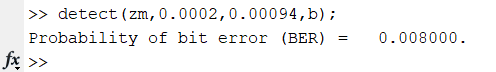 >> detect(zm,0.0002,0.00094,b);
Probability of bit error (BER) =   0.008000.
fx >>